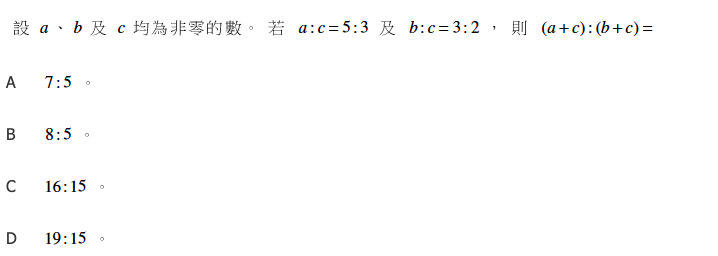 設 a、b 及 c 均為非零的數。 若 a:c=5:3 及 b:c=3:2，則 (a+c):(b+c)=
A 7:5 。
B 8:5 。
C 16:15 。
D 19:15 。